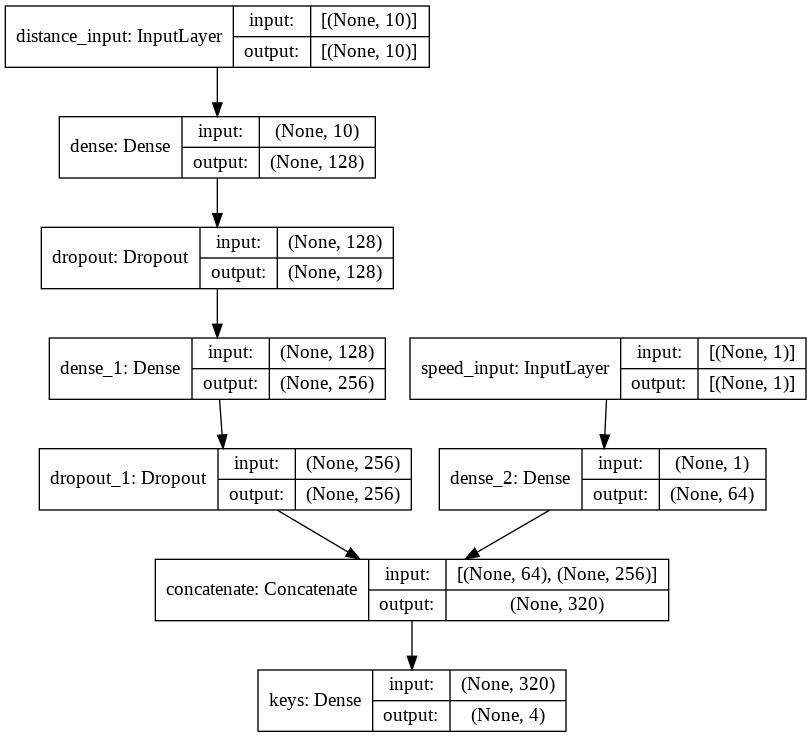 distance_input: InputLayer
input: [(None, 10)]
output: [(None, 10)]
dense: Dense
input: (None, 10)
output: (None, 128)
dropout: Dropout
input: (None, 128)
output: (None, 128)
dense_1: Dense
input: (None, 128)
output: (None, 256)
speed_input: InputLayer
input: [(None, 1)]
output: [(None, 1)]
dropout_1: Dropout
input: (None, 256)
output: (None, 256)
dense_2: Dense
input: (None, 1)
output: (None, 64)
concatenate: Concatenate
input: [(None, 64), (None, 256)]
output: (None, 320)
keys: Dense
input: (None, 320)
output: (None, 4)